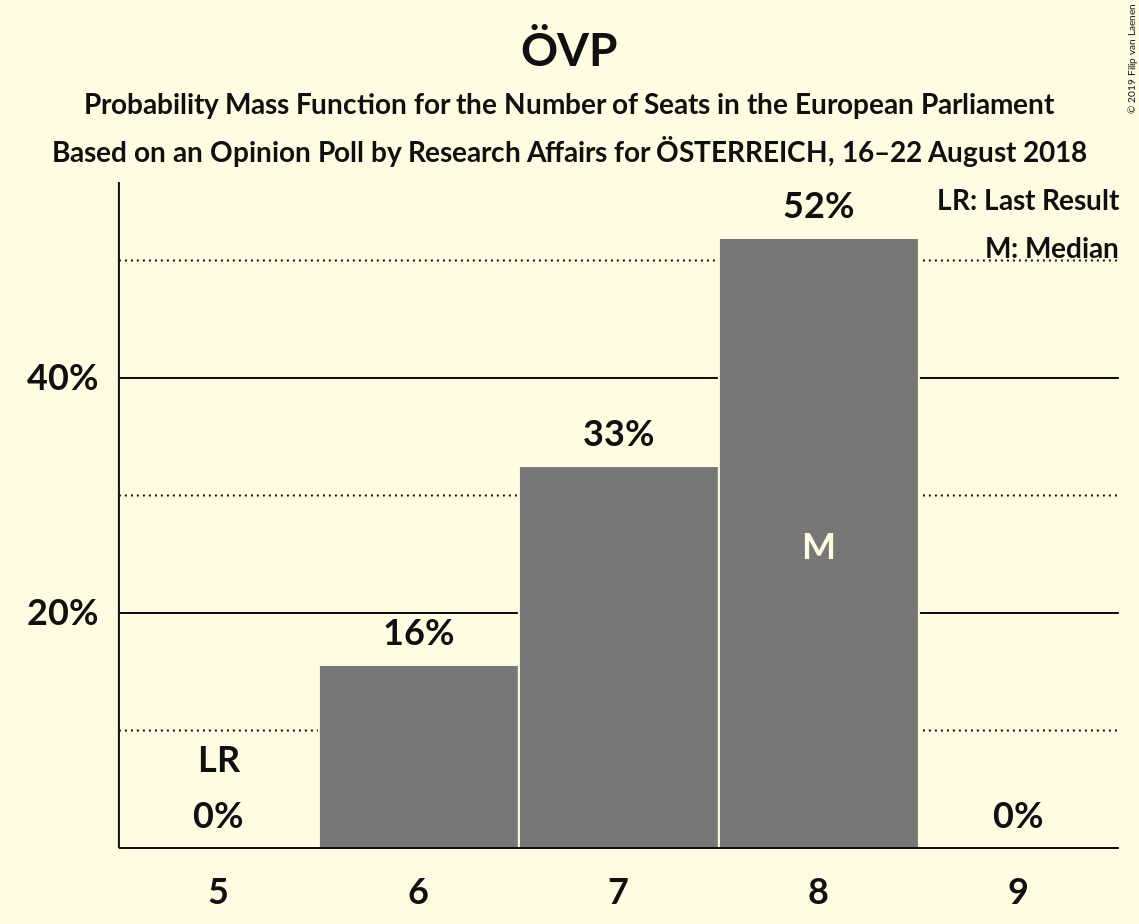 ÖVP
Probability Mass Function for the Number of Seats in the European Parliament
Based on an Opinion Poll by Research Affairs for ÖSTERREICH, 16–22 August 2018
© 2019 Filip van Laenen
LR: Last Result
M: Median
52%
40%
33%
M
20%
16%
LR
0%
0%
5
6
7
8
9